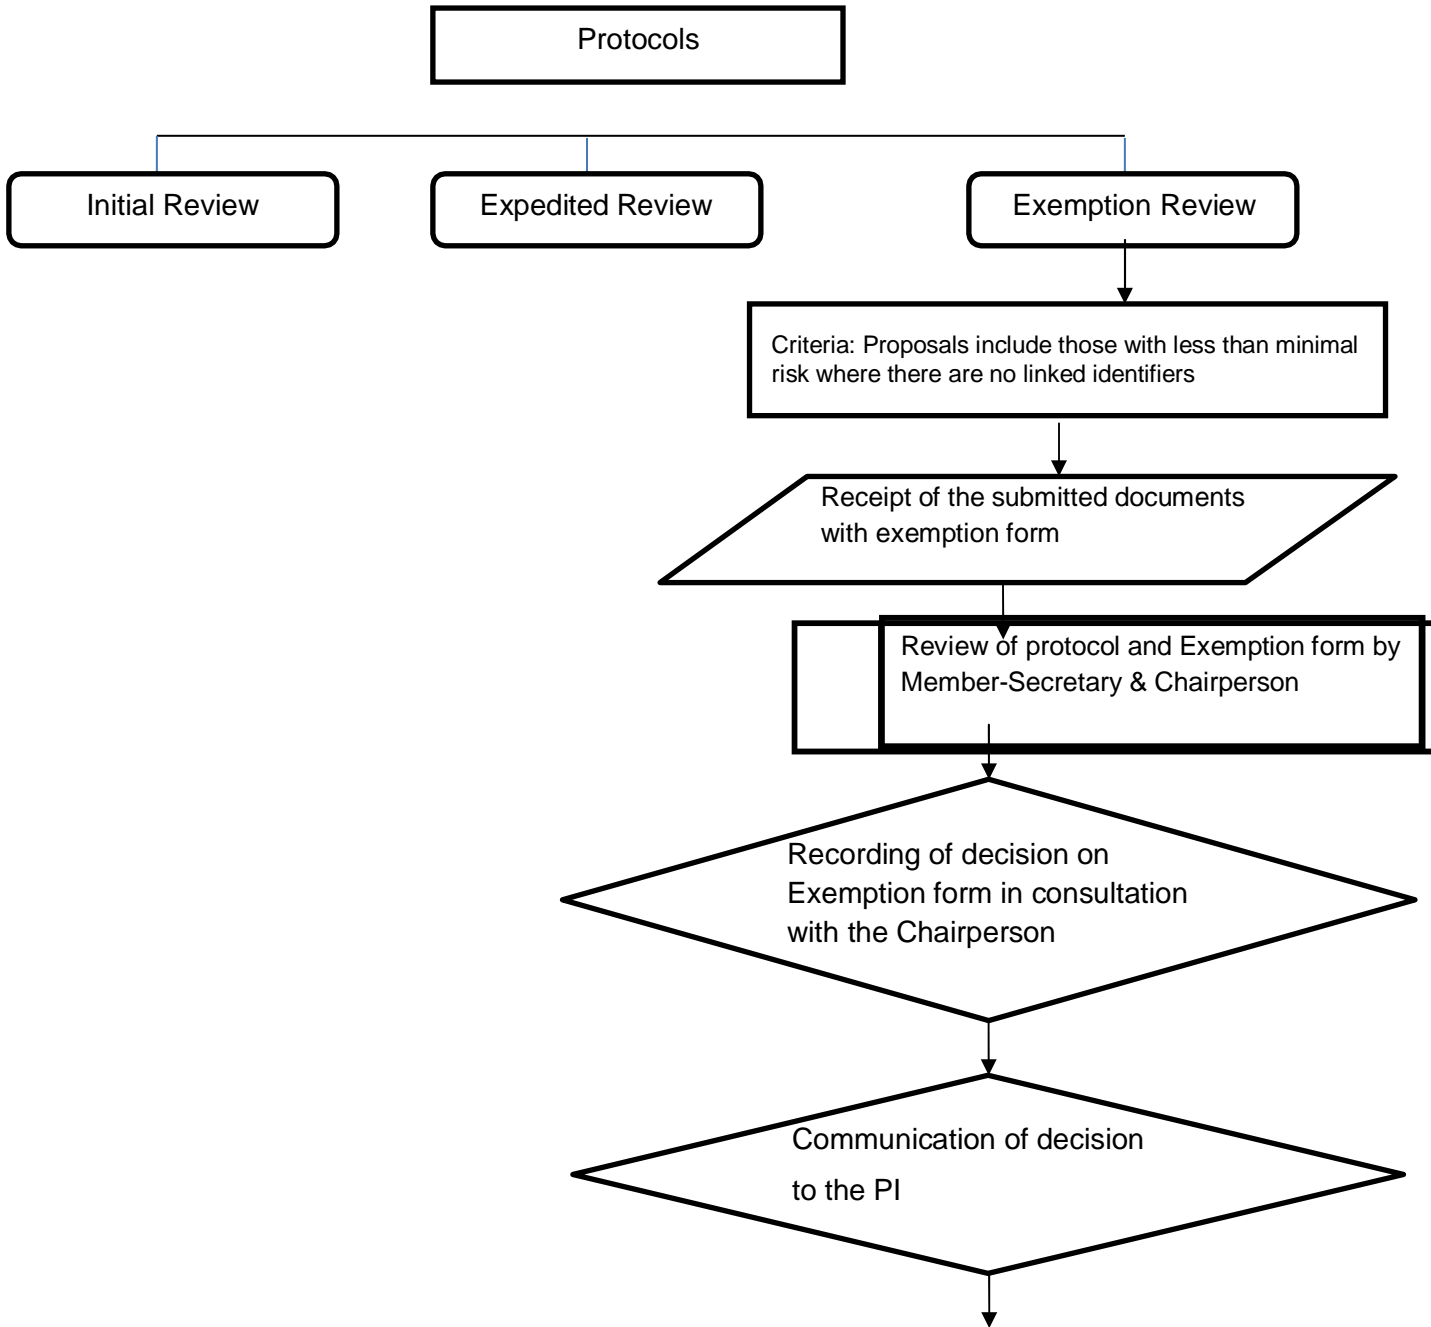 Protocols
Initial Review
Expedited Review
Exemption Review
Criteria: Proposals include those with less than minimal
risk where there are no linked identifiers
Receipt of the submitted documents
with exemption form
Review of protocol and Exemption form by
Member-Secretary & Chairperson
Recording of decision on
Exemption form in consultation
with the Chairperson
Communication of decision
to the PI